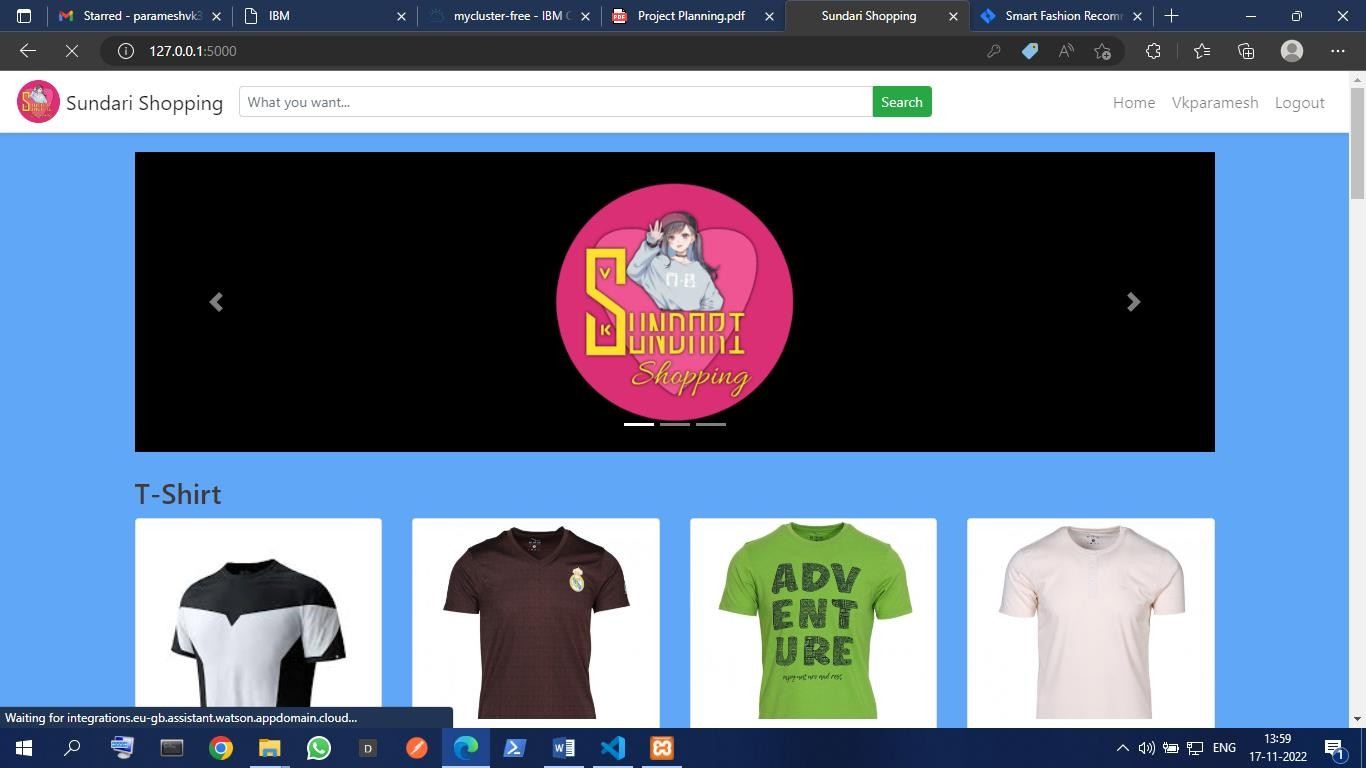 Starred - parameshvk3
IBM
mycluster-free - IBM C
Project Planning.pdf
Sundari Shopping
Smart Fashion Recomm
127.0.0.1:5000
Sundari Shopping
What you want...
Search
Home
Vkparamesh
Logout
V
SUNDARI
K
Shopping
T-Shirt
ADV
ENT
URE
Waiting for integrations.eu-gb.assistant.watson.appdomain.cloud...
ENG
13:59
17-11-2022
1